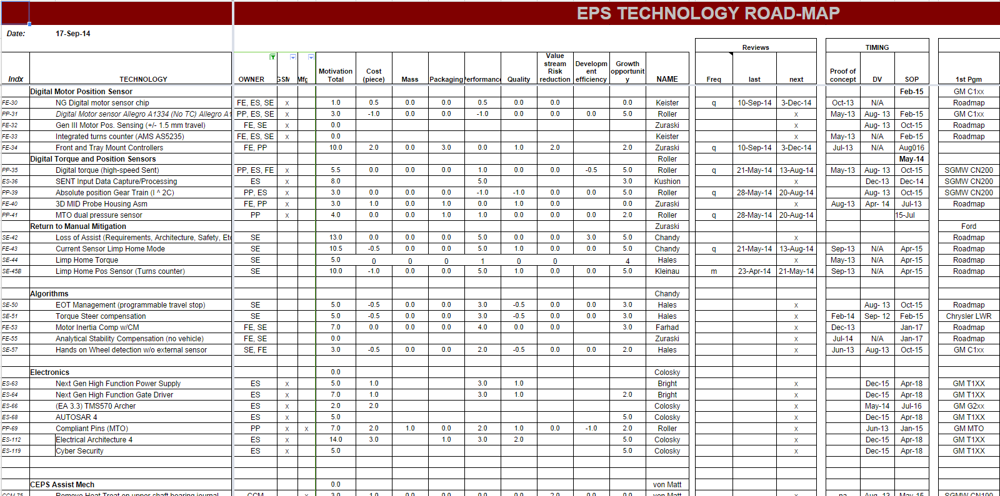 EPS TECHNOLOGY ROAD-MAP
Date: 17-Sep-14
Reviews TIMING
Indx TECHNOLOGY OWNER GSM Mfg Motivation Total Cost (piece) Mass Packaging Performance Quality Value stream Risk reduction Developm ent efficiency Growth opportunit y NAME Freq last next Proof of concept DV SOP 1st Pgm
Digital Motor Position Sensor Feb-15 GM C1xx
FE-30 NG Digital motor sensor chip FE, ES, SE x 1.0 0.5 0.0 0.0 0.5 0.0 0.0 0.0 Keister q 10-Sep-14 3-Dec-14 Oct-13 N/A Roadmap
PP-31 Digital Motor sensor Allegro A1334 (No TC) Allegro A1 PP, ES, SE x 3.0 -1.0 0.0 0.0 -1.0 0.0 0.0 0.0 5.0 Roller x May-13 Aug- 13 Feb-15 GM C1xx
FE-32 Gen III Motor Pos. Sensing (+/- 1.5 mm travel) FE, SE x 0.0 Zuraski x Aug- 13 Oct-15 Roadmap
FE-33 Integrated turns counter (AMS AS5235) FE, ES, SE x 0.0 Keister x May-13 N/A Feb-15 Roadmap
FE-34 Front and Tray Mount Controllers FE, PP 10.0 2.0 0.0 3.0 0.0 1.0 2.0 2.0 Zuraski q 10-Sep-14 3-Dec-14 Jul-13 N/A Aug016
Digital Torque and Position Sensors Roller May-14
PP-35 Digital torque (high-speed Sent) PP, ES, FE x 5.5 0.0 0.0 1.0 0.0 0.0 -0.5 5.0 Roller q 21-May-14 13-Aug-14 May-13 Aug- 13 Oct-15 SGMW CN200
ES-36 SENT Input Data Capture/Processing ES x 8.0 5.0 3.0 Kushion x Dec-13 Dec-14 SGMW CN200
PP-39 Absolute position Gear Train (I ^ 2C) PP, ES x 3.0 0.0 0.0 0.0 -1.0 -1.0 0.0 0.0 5.0 Roller q 28-May-14 20-Aug-14 Aug- 13 Oct-15 SGMW CN200
FE-40 3D MID Probe Housing Asm FE, PP x 3.0 1.0 1.0 0.0 1.0 0.0 0.0 Zuraski x Aug-13 Apr- 14 Jul-13 Roadmap
PP-41 MTO dual pressure sensor PP x 4.0 0.0 0.0 1.0 1.0 0.0 0.0 0.0 2.0 Roller q 28-May-14 20-Aug-14 15-Jul
Return to Manual Mitigation Zuraski Ford
SE-42 Loss of Assist (Requirements, Architecture, Safety, Etc SE 13.0 0.0 0.0 0.0 5.0 0.0 0.0 3.0 5.0 Chandy x Roadmap
FE-43 Current Sensor Limp Home Mode SE 10.5 -0.5 0.0 0.0 5.0 1.0 0.0 0.0 5.0 Chandy q 21-May-14 13-Aug-14 Sep-13 N/A Apr-15 Roadmap
SE-44 Limp Home Torque SE 5.0 0 0 0 1 0 0 4 Hales x May-13 N/A Apr-15 Roadmap
SE-45B Limp Home Pos Sensor (Turns counter) SE 10.0 -1.0 0.0 0.0 5.0 1.0 0.0 0.0 5.0 Kleinau m 23-Apr-14 21-May-14 Sep-13 N/A Apr-15 Roadmap
Algorithms Chandy
SE-50 EOT Management (programmable travel stop) SE 5.0 -0.5 0.0 0.0 3.0 -0.5 0.0 0.0 3.0 Hales x Aug- 13 Oct-15 Roadmap
SE-51 Torque Steer compensation SE 5.0 -0.5 0.0 0.0 3.0 -0.5 0.0 0.0 3.0 Hales x Feb-14 Sep- 12 Feb-15 Chrysler LWR
FE-53 Motor Inertia Comp w/CM FE, SE 7.0 0.0 0.0 0.0 4.0 0.0 0.0 3.0 Farhad x Dec-13 Jan-17 Roadmap
FE-55 Analytical Stability Compensation (no vehicle) FE, SE 0.0 Zuraski x Jul-14 N/A Jan-17 Roadmap
SE-57 Hands on Wheel detection w/o external sensor SE, FE 3.0 -0.5 0.0 0.0 2.0 -0.5 0.0 0.0 2.0 Hales x Jun-13 Aug-13 Oct-15 GM C1xx
Electronics 0.0 Colosky
ES-63 Next Gen High Function Power Supply ES x 5.0 1.0 3.0 1.0 Bright x Dec-15 Apr-18 GM T1XX
ES-64 Next Gen High Function Gate Driver ES x 7.0 1.0 3.0 1.0 2.0 Bright x Dec-15 Apr-18 GM T1XX
ES-66 (EA 3.3) TMS570 Archer ES x 2.0 2.0 Colosky x May-14 Jul-16 GM G2xx
ES-68 AUTOSAR 4 ES x 5.0 5.0 Colosky x Dec-15 Apr-18 GM T1XX
PP-69 Compliant Pins (MTO) PP x x 7.0 2.0 1.0 0.0 2.0 1.0 0.0 -1.0 2.0 Roller x Jun-13 Jan-15 GM MTO
ES-112 Electrical Architecture 4 ES x 14.0 3.0 1.0 3.0 2.0 5.0 Colosky x Dec-15 Apr-18 GM T1XX
ES-119 Cyber Security ES x 5.0 5.0 Colosky x Dec-15 Apr-18 GM T1XX
CEPS Assist Mech 0.0 von Matt
CCM-75 Remove Heat Treat on upper shaft bearing journal CCM x 3.0 1.0 0.0 0.0 0.0 0.0 2.0 0.0 0.0 von Matt x na Aug- 13 May-15 SGMW CN100